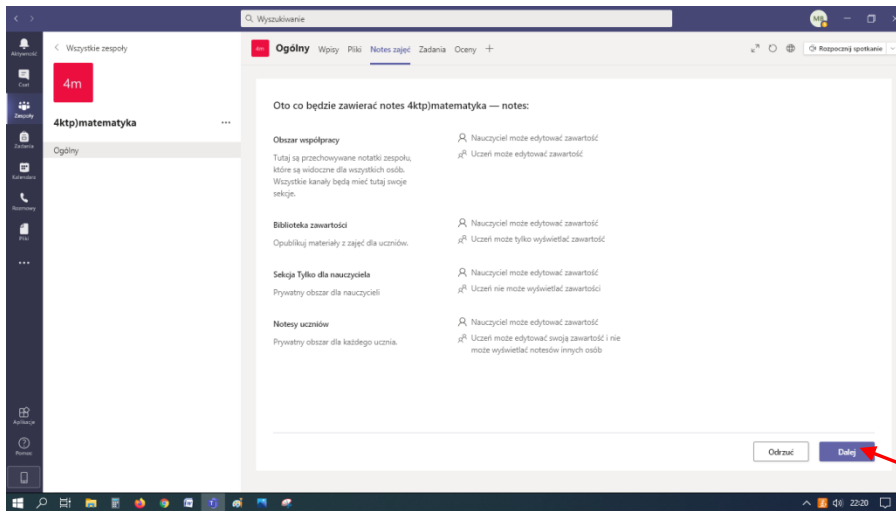 Wyszukiwanie
MB
Aktywność
Czat
Zespoły
Zadania
Kalendarz
Rozmowy
Pliki
Aplikacje
Pomoc
Wszystkie zespoły
4m
4ktp)matematyka
Ogólny
4m
Ogólny Wpisy Pliki Notes zajęć Zadania Oceny +
Rozpocznij spotkanie
Oto co będzie zawierać notes 4ktp)matematyka — notes:
Obszar współpracy
Tutaj są przechowywane notatki zespołu,
które są widoczne dla wszystkich osób.
Wszystkie kanały będą mieć tutaj swoje
sekcje.
Nauczyciel może edytować zawartość
Uczeń może edytować zawartość
Biblioteka zawartości
Opublikuj materiały z zajęć dla uczniów.
Nauczyciel może edytować zawartość
Uczeń może tylko wyświetlać zawartość
Sekcja Tylko dla nauczyciela
Prywatny obszar dla nauczycieli
Nauczyciel może edytować zawartość
Uczeń nie może wyświetlać zawartości
Notesy uczniów
Prywatny obszar dla każdego ucznia.
Nauczyciel może edytować zawartość
Uczeń może edytować swoją zawartość i nie
może wyświetlać notesów innych osób
Odrzuć
Dalej
22:20